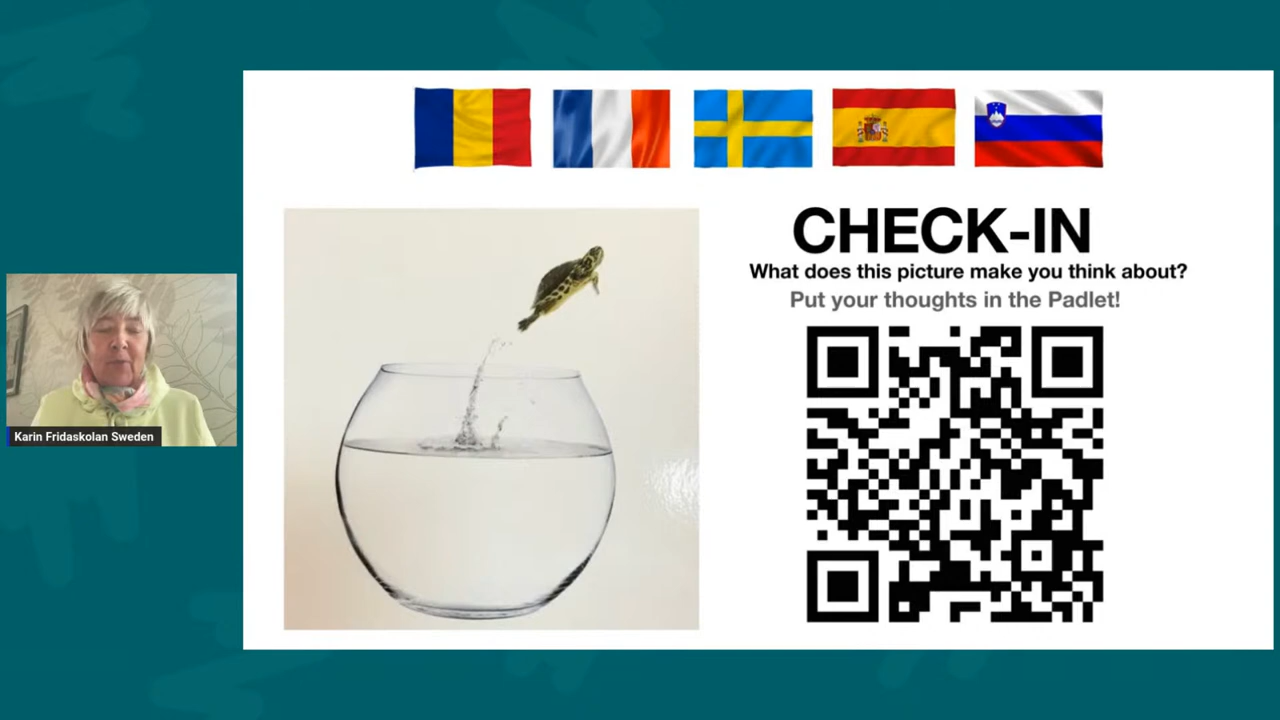 CHECK-IN
What does this picture make you think about?
Put your thoughts in the Padlet!
Karin Fridaskolan Sweden